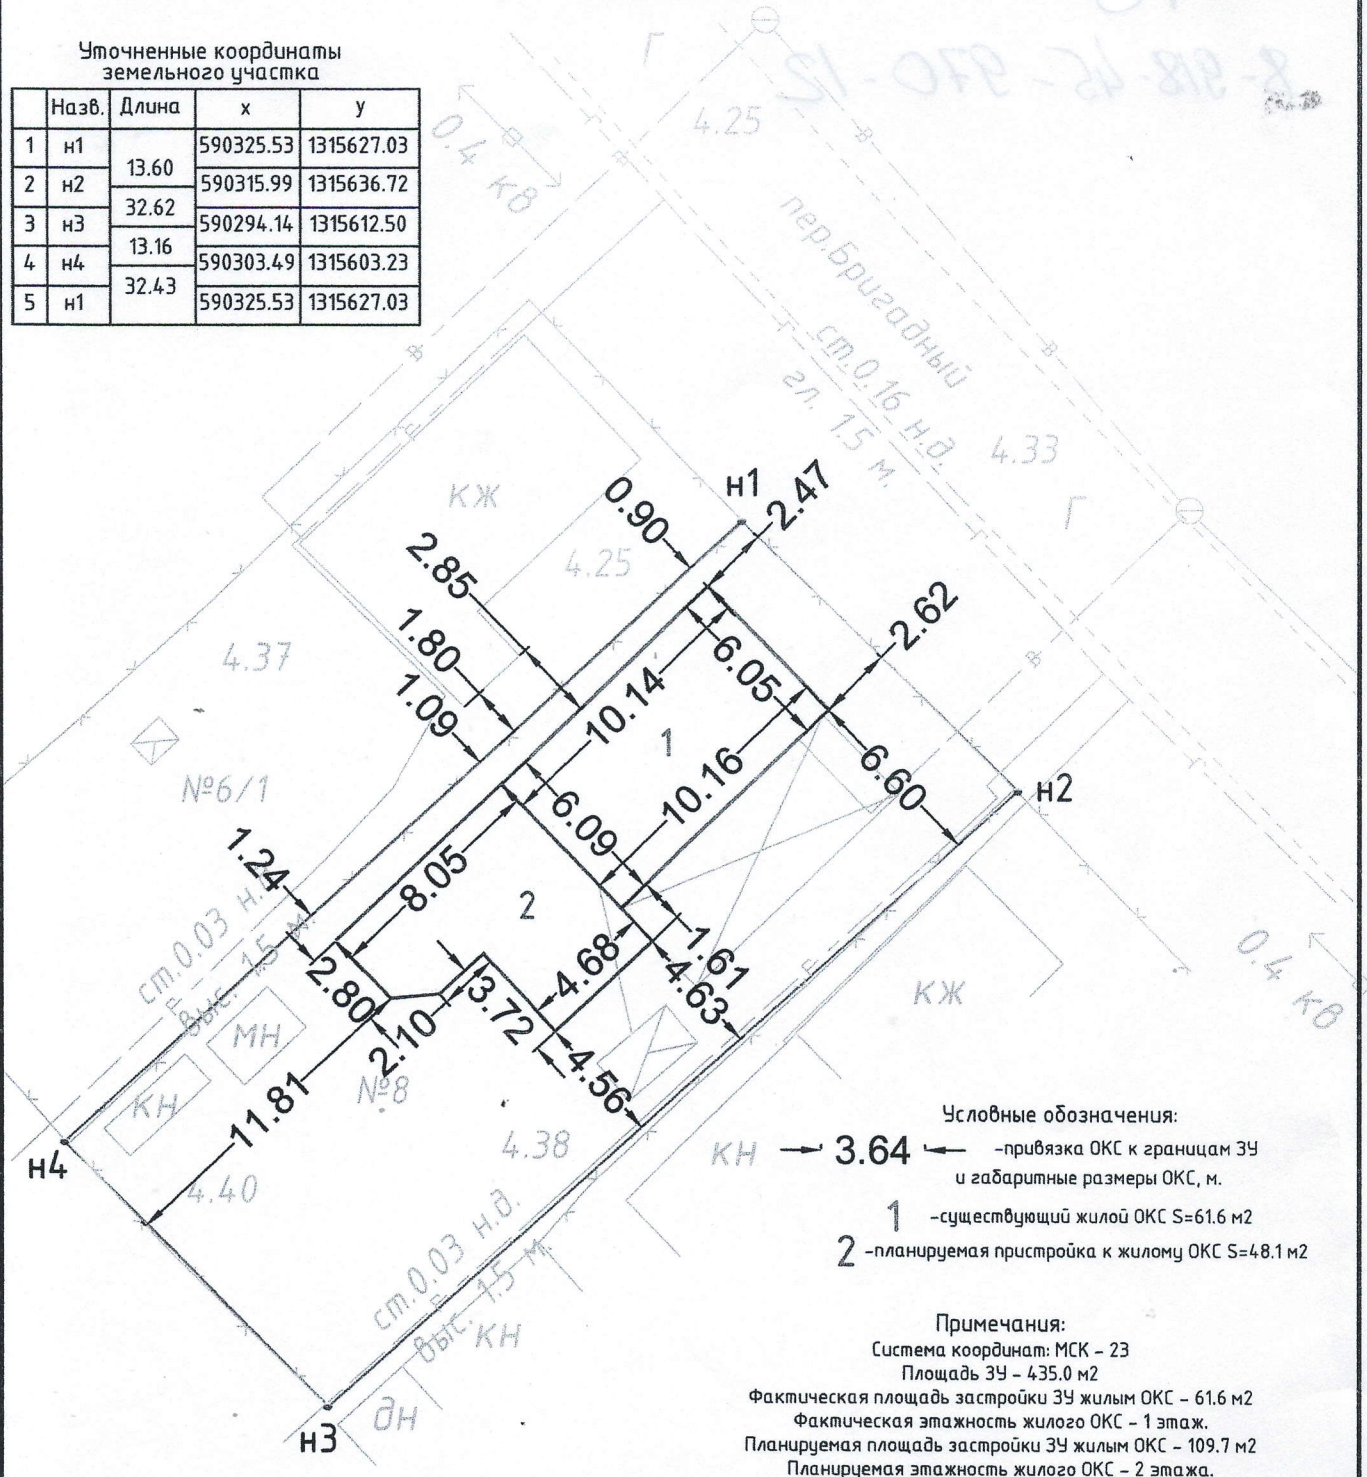 Уточненные координаты
земельного участка
Назв. Длина x y
1 н1 590325.53 1315627.03
13.60
2 н2 590315.99 1315636.72
32.62
3 н3 590294.14 1315612.50
13.16
4 н4 590303.49 1315603.23
32.43
5 н1 590325.53 1315627.03
Г
4.25
0.4 кв
пер.Бригадный
ст.0.16 н.д.
гл. 1.5 м.
4.33
Г
кж
4.25
н1
2.47
0.90
2.85
1.80
1.09
4.37
2.62
6.05
10.14
1
10.16
6.60
н2
№6/1
6.09
8.05
1.24
2
ст.0.03 н.
выс. 1.5 м.
1.61
4.68
4.63
2.80
3.72
2.10
4.56
кж
0.4 кв
мн
кн
№8
11.81
4.38
н4
4.40
кн
ст.0.03 н.д.
выс. 1.5 м.
кн
дн
н3
Условные обозначения:
3.64 -привязка ОКС к границам ЗУ
и габаритные размеры ОКС, м.
1 -существующий жилой ОКС S=61.6 м2
2 -планируемая пристройка к жилому ОКС S=48.1 м2
Примечания:
Система координат: МСК - 23
Площадь ЗУ - 435.0 м2
Фактическая площадь застройки ЗУ жилым ОКС - 61.6 м2
Фактическая этажность жилого ОКС - 1 этаж.
Планируемая площадь застройки ЗУ жилым ОКС - 109.7 м2
Планируемая этажность жилого ОКС - 2 этажа.